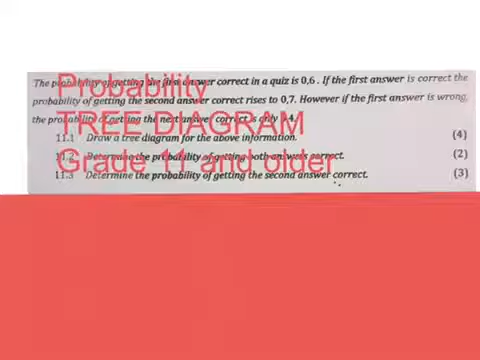 The probability of getting the first answer correct in a quiz is 0,6 . If the first answer is correct the
probability of getting the second answer correct rises to 0,7. However if the first answer is wrong,
the probability of getting the next answer correct is only 0,4.
11.1 Draw a tree diagram for the above information. (4)
11.2 Determine the probability of getting both answers correct. (2)
11.3 Determine the probability of getting the second answer correct. (3)
Probability
TREE DIAGRAM
Grade 11 and older